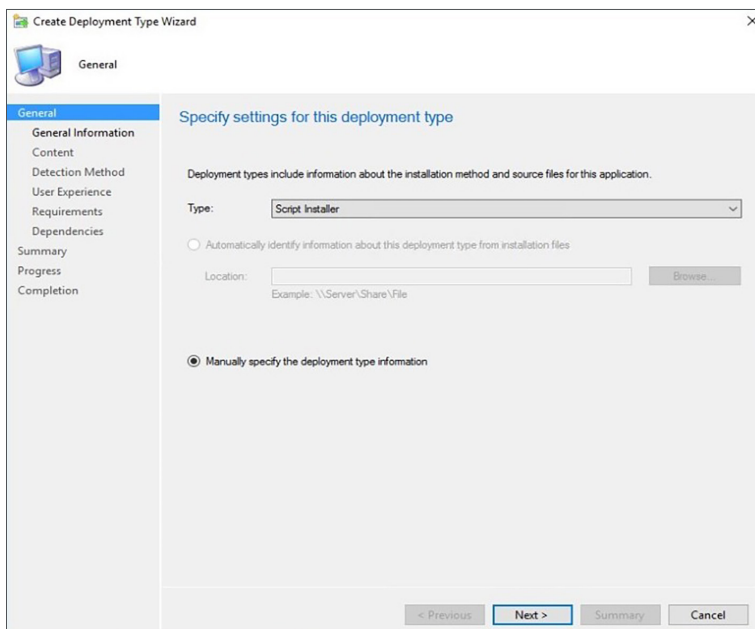 Create Deployment Type Wizard
General
General
General Information
Content
Detection Method
User Experience
Requirements
Dependencies
Summary
Progress
Completion
Specify settings for this deployment type
Deployment types include information about the installation method and source files for this application.
Type: Script Installer
Automatically identify information about this deployment type from installation files
Location: Browse...
Example: \\Server\Share\File
Manually specify the deployment type information
< Previous Next > Summary Cancel